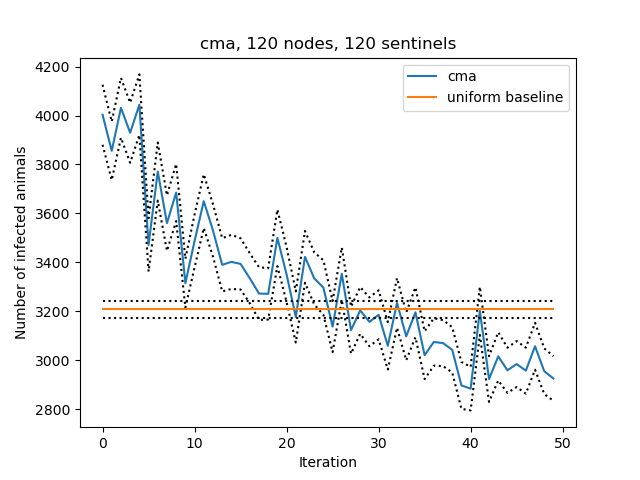 cma, 120 nodes, 120 sentinels
cma
uniform baseline
Number of infected animals
4200
4000
3800
3600
3400
3200
3000
2800
0 10 20 30 40 50
Iteration